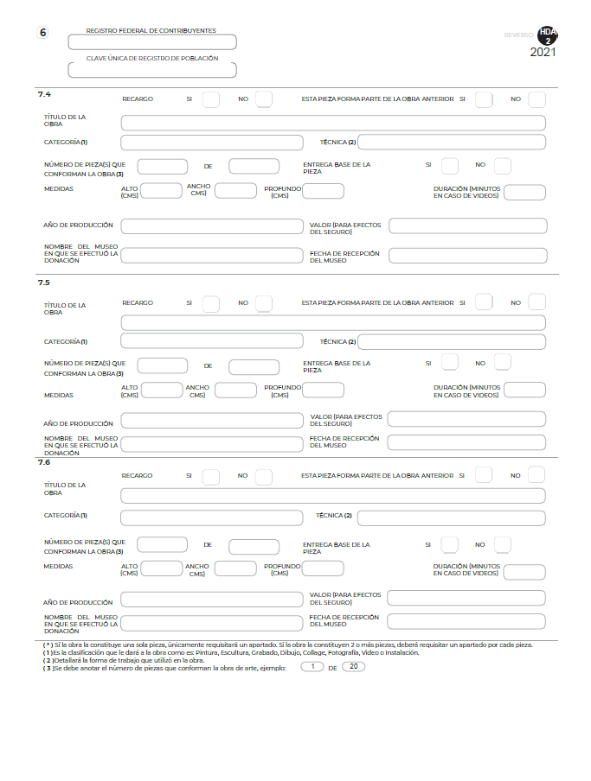 6
REGISTRO FEDERAL DE CONTRIBUYENTES
REVERSO
HDA
2
2021
CLAVE ÚNICA DE REGISTRO DE POBLACIÓN
7.4
RECARGO SI NO ESTA PIEZA FORMA PARTE DE LA OBRA ANTERIOR SI NO
TÍTULO DE LA
OBRA
CATEGORÍA (1) TÉCNICA (2)
NÚMERO DE PIEZA(S) QUE
CONFORMAN LA OBRA (3)
DE
ENTREGA BASE DE LA
PIEZA
SI NO
MEDIDAS
ALTO
(CMS)
ANCHO
CMS)
PROFUNDO
(CMS)
DURACIÓN (MINUTOS
EN CASO DE VIDEOS)
AÑO DE PRODUCCIÓN
VALOR (PARA EFECTOS
DEL SEGURO)
NOMBRE DEL MUSEO
EN QUE SE EFECTUÓ LA
DONACIÓN
FECHA DE RECEPCIÓN
DEL MUSEO
7.5
RECARGO SI NO ESTA PIEZA FORMA PARTE DE LA OBRA ANTERIOR SI NO
TÍTULO DE LA
OBRA
CATEGORÍA (1) TÉCNICA (2)
NÚMERO DE PIEZA(S) QUE
CONFORMAN LA OBRA (3)
DE
ENTREGA BASE DE LA
PIEZA
SI NO
MEDIDAS
ALTO
(CMS)
ANCHO
CMS)
PROFUNDO
(CMS)
DURACIÓN (MINUTOS
EN CASO DE VIDEOS)
AÑO DE PRODUCCIÓN
VALOR (PARA EFECTOS
DEL SEGURO)
NOMBRE DEL MUSEO
EN QUE SE EFECTUÓ LA
DONACIÓN
FECHA DE RECEPCIÓN
DEL MUSEO
7.6
RECARGO SI NO ESTA PIEZA FORMA PARTE DE LA OBRA ANTERIOR SI NO
TÍTULO DE LA
OBRA
CATEGORÍA (1) TÉCNICA (2)
NÚMERO DE PIEZA(S) QUE
CONFORMAN LA OBRA (3)
DE
ENTREGA BASE DE LA
PIEZA
SI NO
MEDIDAS
ALTO
(CMS)
ANCHO
CMS)
PROFUNDO
(CMS)
DURACIÓN (MINUTOS
EN CASO DE VIDEOS)
AÑO DE PRODUCCIÓN
VALOR (PARA EFECTOS
DEL SEGURO)
NOMBRE DEL MUSEO
EN QUE SE EFECTUÓ LA
DONACIÓN
FECHA DE RECEPCIÓN
DEL MUSEO
( * ) Si la obra la constituye una sola pieza, únicamente requisitará un apartado. Si la obra la constituyen 2 o más piezas, deberá requisitar un apartado por cada pieza.
( 1 )Es la clasificación que le dará a la obra como es: Pintura, Escultura, Grabado, Dibujo, Collage, Fotografía, Video o Instalación.
( 2 )Detallará la forma de trabajo que utilizó en la obra.
( 3 )Se debe anotar el número de piezas que conforman la obra de arte, ejemplo: 1 DE 20